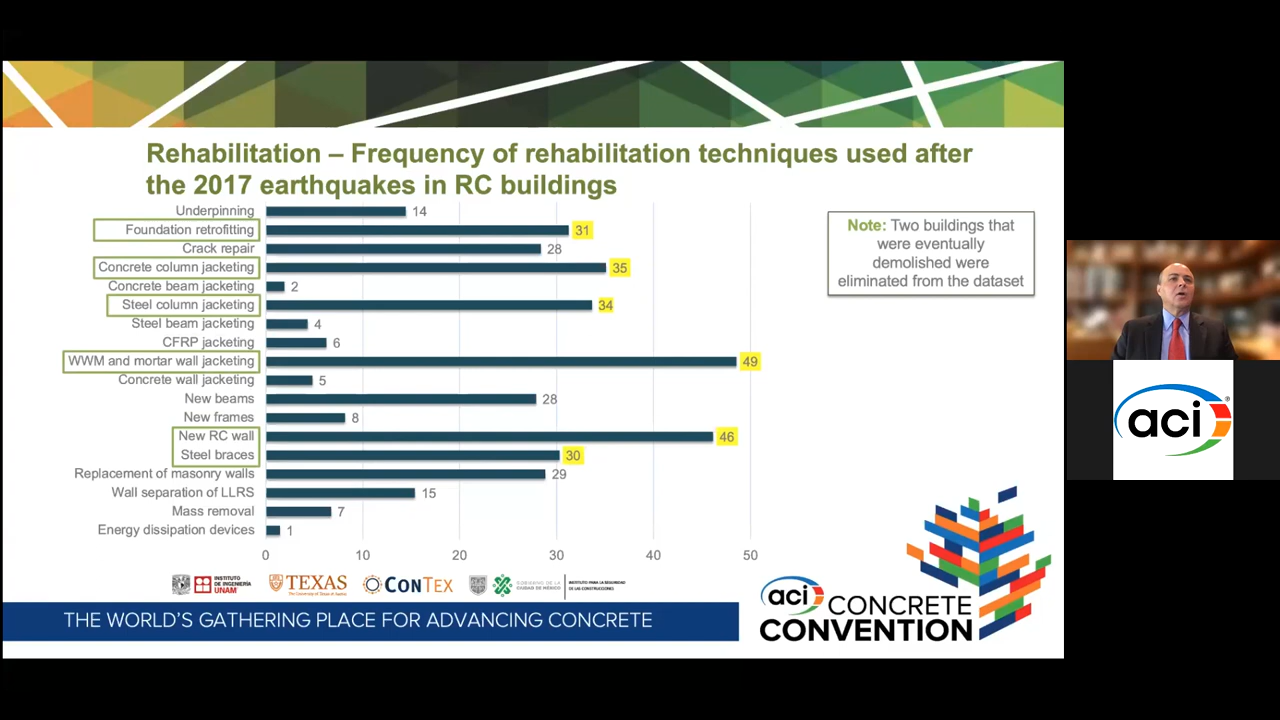 Rehabilitation – Frequency of rehabilitation techniques used after
the 2017 earthquakes in RC buildings
Underpinning 14
Foundation retrofitting 31
Crack repair 28
Concrete column jacketing 35
Concrete beam jacketing 2
Steel column jacketing 34
Steel beam jacketing 4
CFRP jacketing 6
WWM and mortar wall jacketing 49
Concrete wall jacketing 5
New beams 28
New frames 8
New RC wall 46
Steel braces 30
Replacement of masonry walls 29
Wall separation of LLRS 15
Mass removal 7
Energy dissipation devices 1
0 10 20 30 40 50
Note: Two buildings that
were eventually
demolished were
eliminated from the dataset
INSTITUTO
DE INGENIERÍA
UNAM
TEXAS
The University of Texas at Austin
CONTEX
GOBIERNO DE LA
CIUDAD DE MÉXICO
INSTITUTO PARA LA SEGURIDAD
DE LAS CONSTRUCCIONES
THE WORLD'S GATHERING PLACE FOR ADVANCING CONCRETE
aci CONCRETE
CONVENTION
aci
®